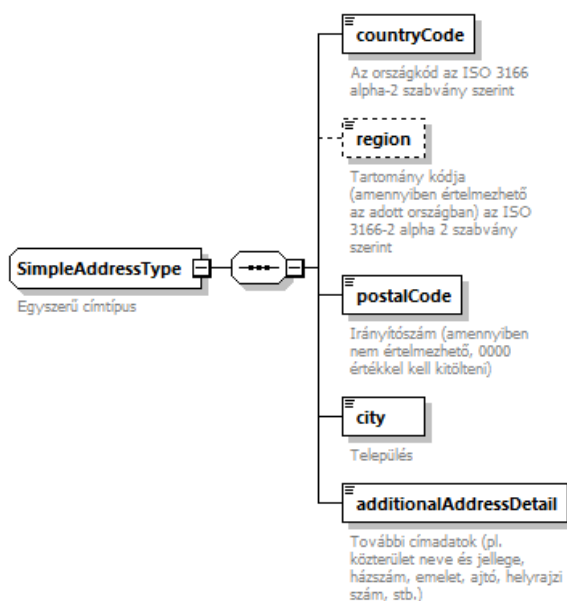 countryCode
Az országkód az ISO 3166
alpha-2 szabvány szerint
region
Tartomány kódja
(amennyiben értelmezhető
az adott országban) az ISO
3166-2 alpha 2 szabvány
szerint
SimpleAddressType
Egyszerű címtípus
postalCode
Irányítószám (amennyiben
nem értelmezhető, 0000
értékkel kell kitölteni)
city
Település
additionalAddressDetail
További címadatok (pl.
közterület neve és jellege,
házszám, emelet, ajtó, helyrajzi
szám, stb.)